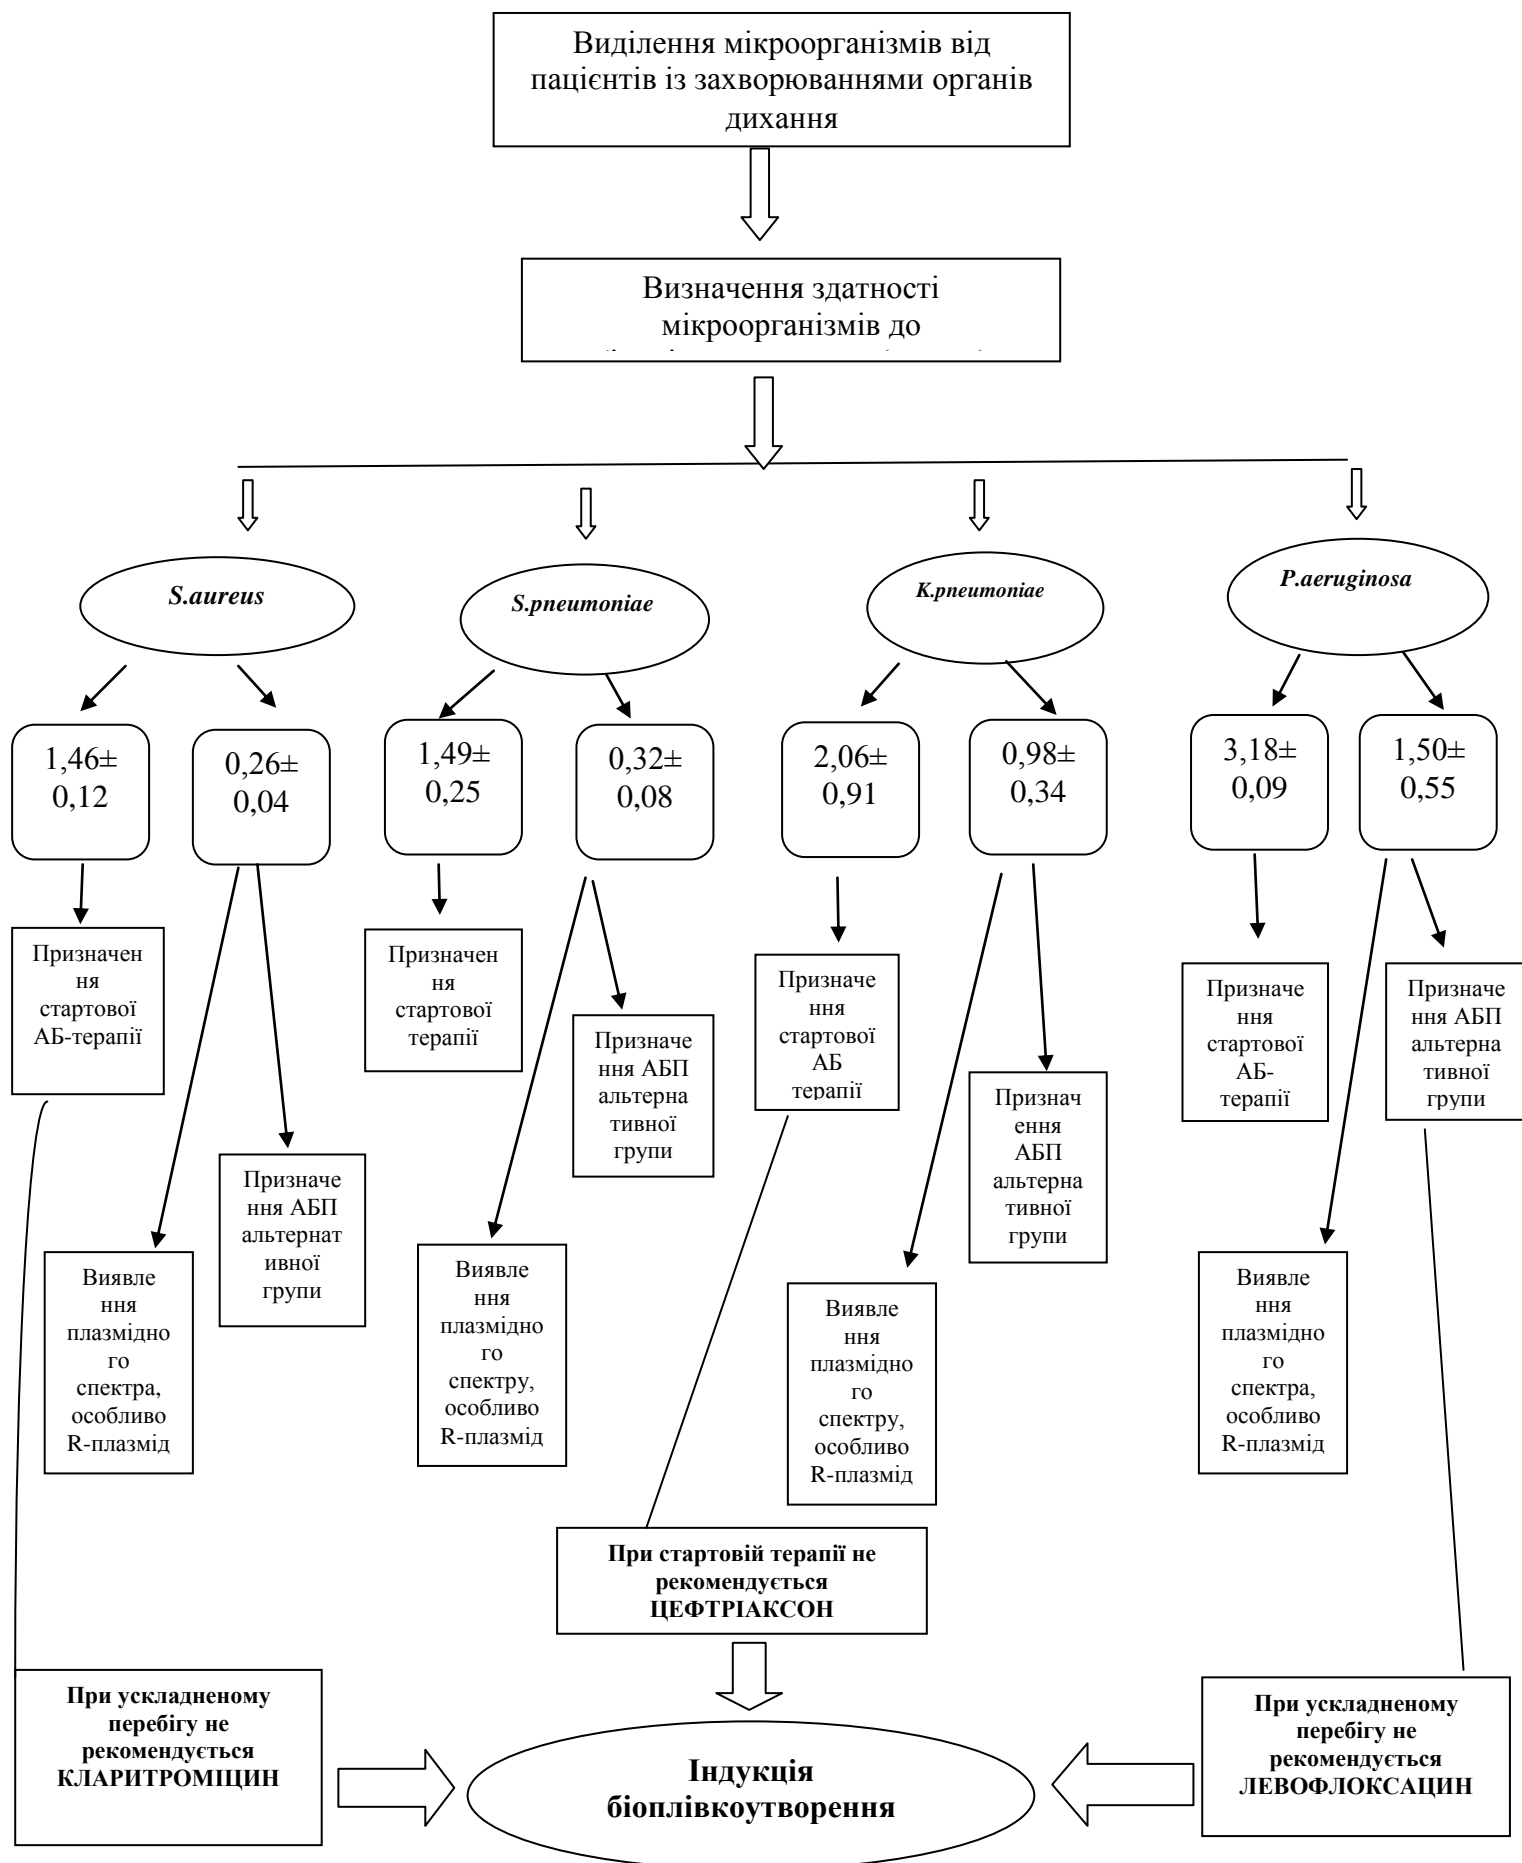 Виділення мікроорганізмів від
пацієнтів із захворюваннями органів
дихання
Визначення здатності
мікроорганізмів до
S.aureus
S.pneumoniae
K.pneumoniae
P.aeruginosa
1,46±
0,12
0,26±
0,04
1,49±
0,25
0,32±
0,08
2,06±
0,91
0,98±
0,34
3,18±
0,09
1,50±
0,55
Призначен
ня
стартової
АБ-терапії
Призначен
ня
стартової
терапії
Призначе
ння
стартової
АБ
терапії
Призначе
ння
стартової
АБ-
терапії
Призначе
ння АБП
альтерна
тивної
групи
Призначе
ння АБП
альтерна
тивної
групи
Признач
ення
АБП
альтерна
тивної
групи
Призначе
ння АБП
альтернат
ивної
групи
Виявле
ння
плазмідно
го
спектра,
особливо
R-плазмід
Виявле
ння
плазмідно
го
спектру,
особливо
R-плазмід
Виявле
ння
плазмідно
го
спектру,
особливо
R-плазмід
Виявле
ння
плазмідно
го
спектра,
особливо
R-плазмід
При стартовій терапії не
рекомендується
ЦЕФТРІАКСОН
При ускладненому
перебігу не
рекомендується
КЛАРИТРОМІЦИН
Індукція
біоплівкоутворення
При ускладненому
перебігу не
рекомендується
ЛЕВОФЛОКСАЦИН